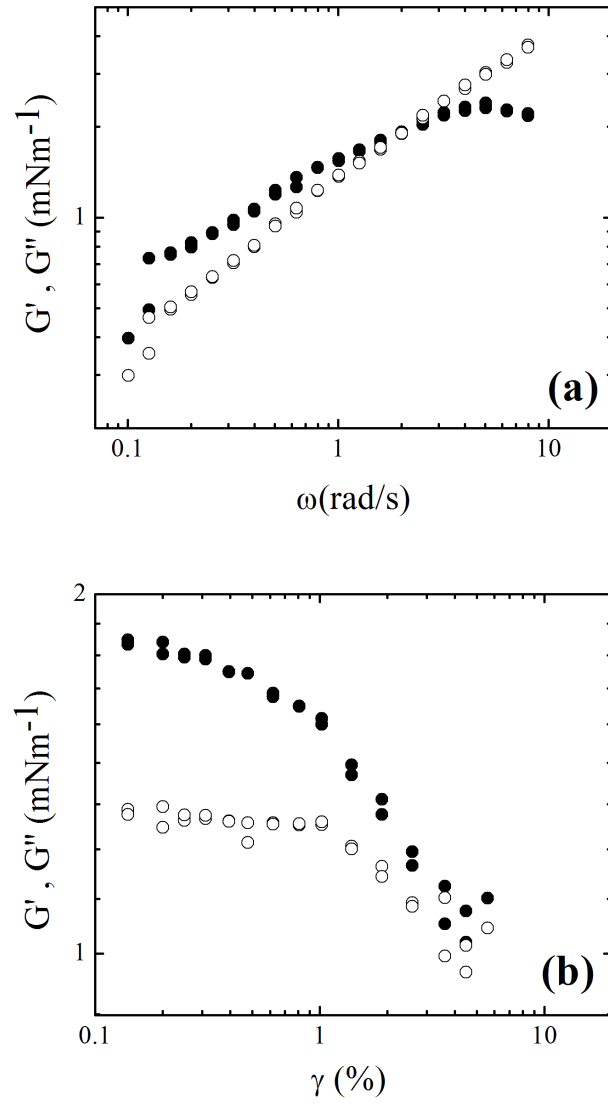 G' , G" (mNm-1)
1
0.1
1
10
(a)
ω(rad/s)
2
G' , G" (mNm-1)
1
0.1
1
10
(b)
γ (%)